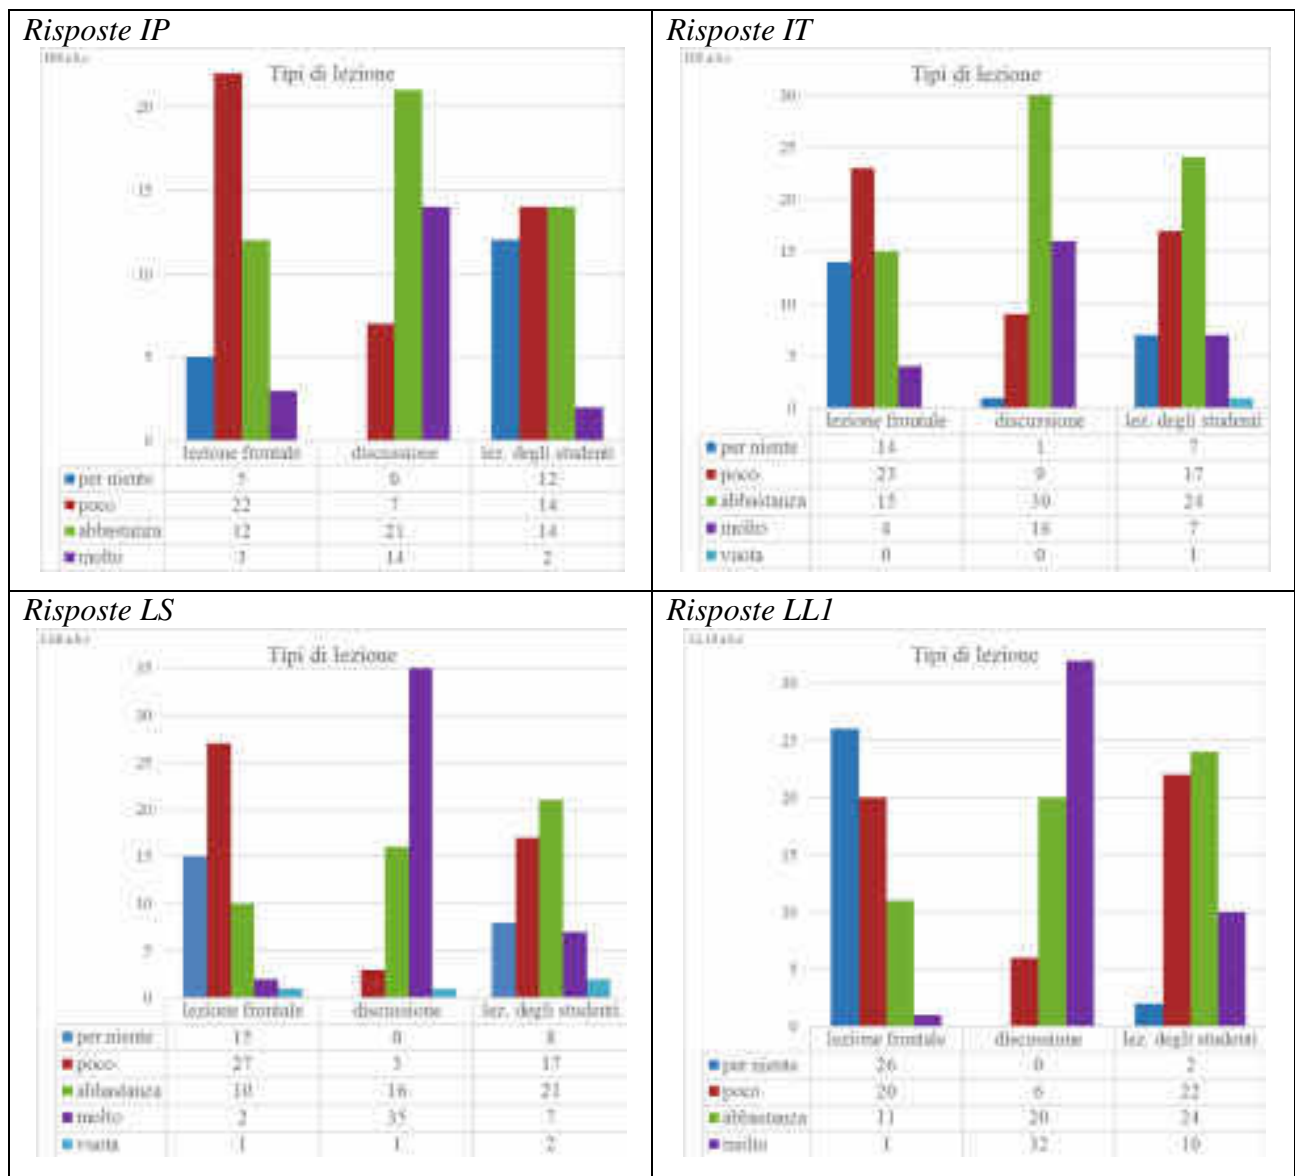 Risposte IP
Tipi di lezione
20
15
10
5
0
lezione frontale discussione lez. degli studenti
per niente 5 0 12
poco 22 7 14
abbastanza 12 21 14
molto 3 14 2
Risposte IT
Tipi di lezione
30
25
20
15
10
5
0
lezione frontale discussione lez. degli studenti
per niente 14 1 7
poco 23 9 17
abbastanza 15 30 24
molto 4 16 7
vuota 0 0 1
Risposte LS
Tipi di lezione
35
30
25
20
15
10
5
0
lezione frontale discussione lez. degli studenti
per niente 15 0 8
poco 27 3 17
abbastanza 10 16 21
molto 2 35 7
vuota 1 1 2
Risposte LL1
Tipi di lezione
30
25
20
15
10
5
0
lezione frontale discussione lez. degli studenti
per niente 26 0 2
poco 20 6 22
abbastanza 11 20 24
molto 1 32 10